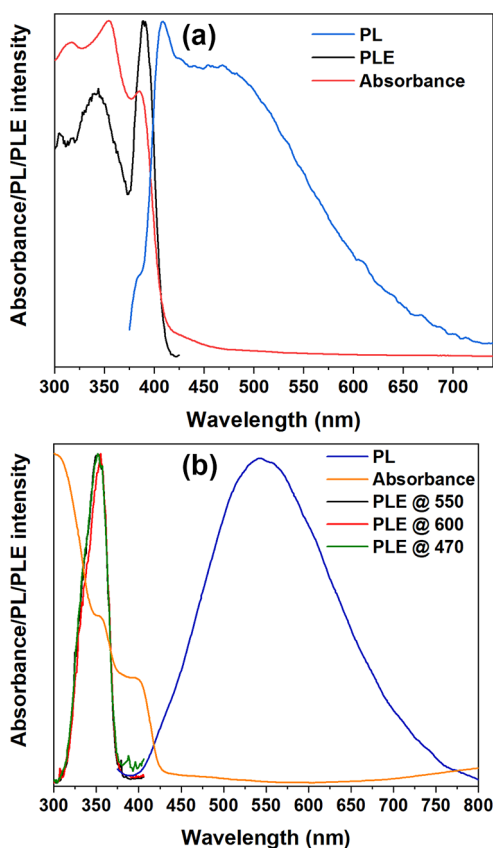 (a)
PL
PLE
Absorbance
Absorbance/PL/PLE intensity
300 350 400 450 500 550 600 650 700
Wavelength (nm)
(b)
PL
Absorbance
PLE @ 550
PLE @ 600
PLE @ 470
Absorbance/PL/PLE intensity
300 350 400 450 500 550 600 650 700 750 800
Wavelength (nm)